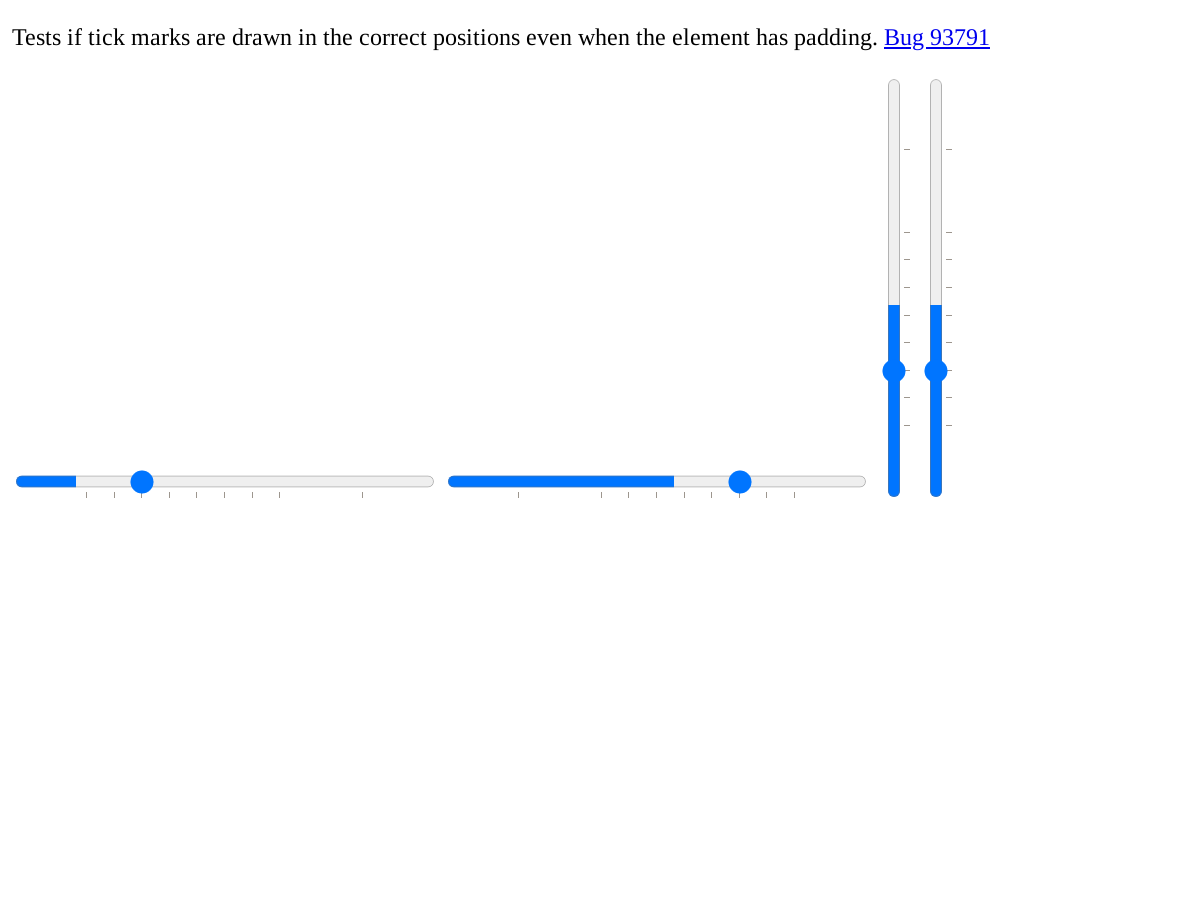 Tests if tick marks are drawn in the correct positions even when the element has padding. Bug 93791